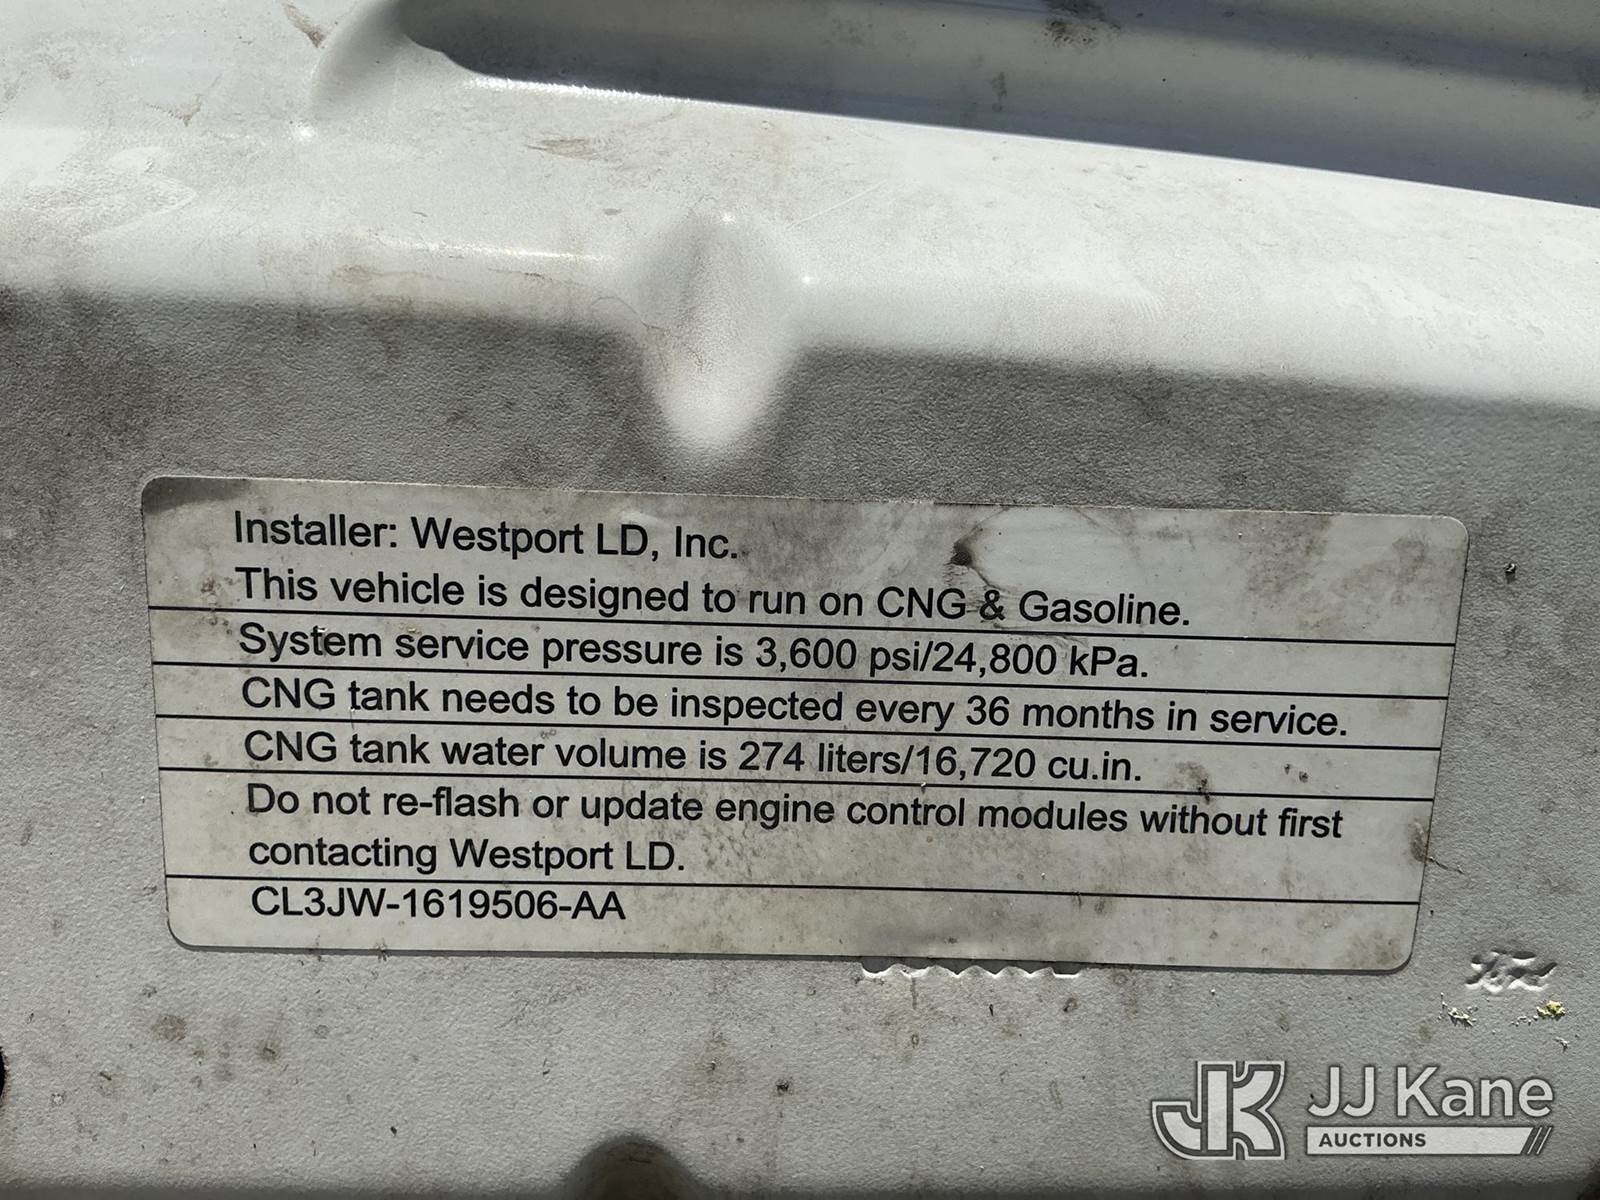 Installer: Westport LD, Inc.
This vehicle is designed to run on CNG & Gasoline.
System service pressure is 3,600 psi/24,800 kPa.
CNG tank needs to be inspected every 36 months in service.
CNG tank water volume is 274 liters/16,720 cu.in.
Do not re-flash or update engine control modules without first
contacting Westport LD.
CL3JW-1619506-AA
JK JJ Kane
AUCTIONS